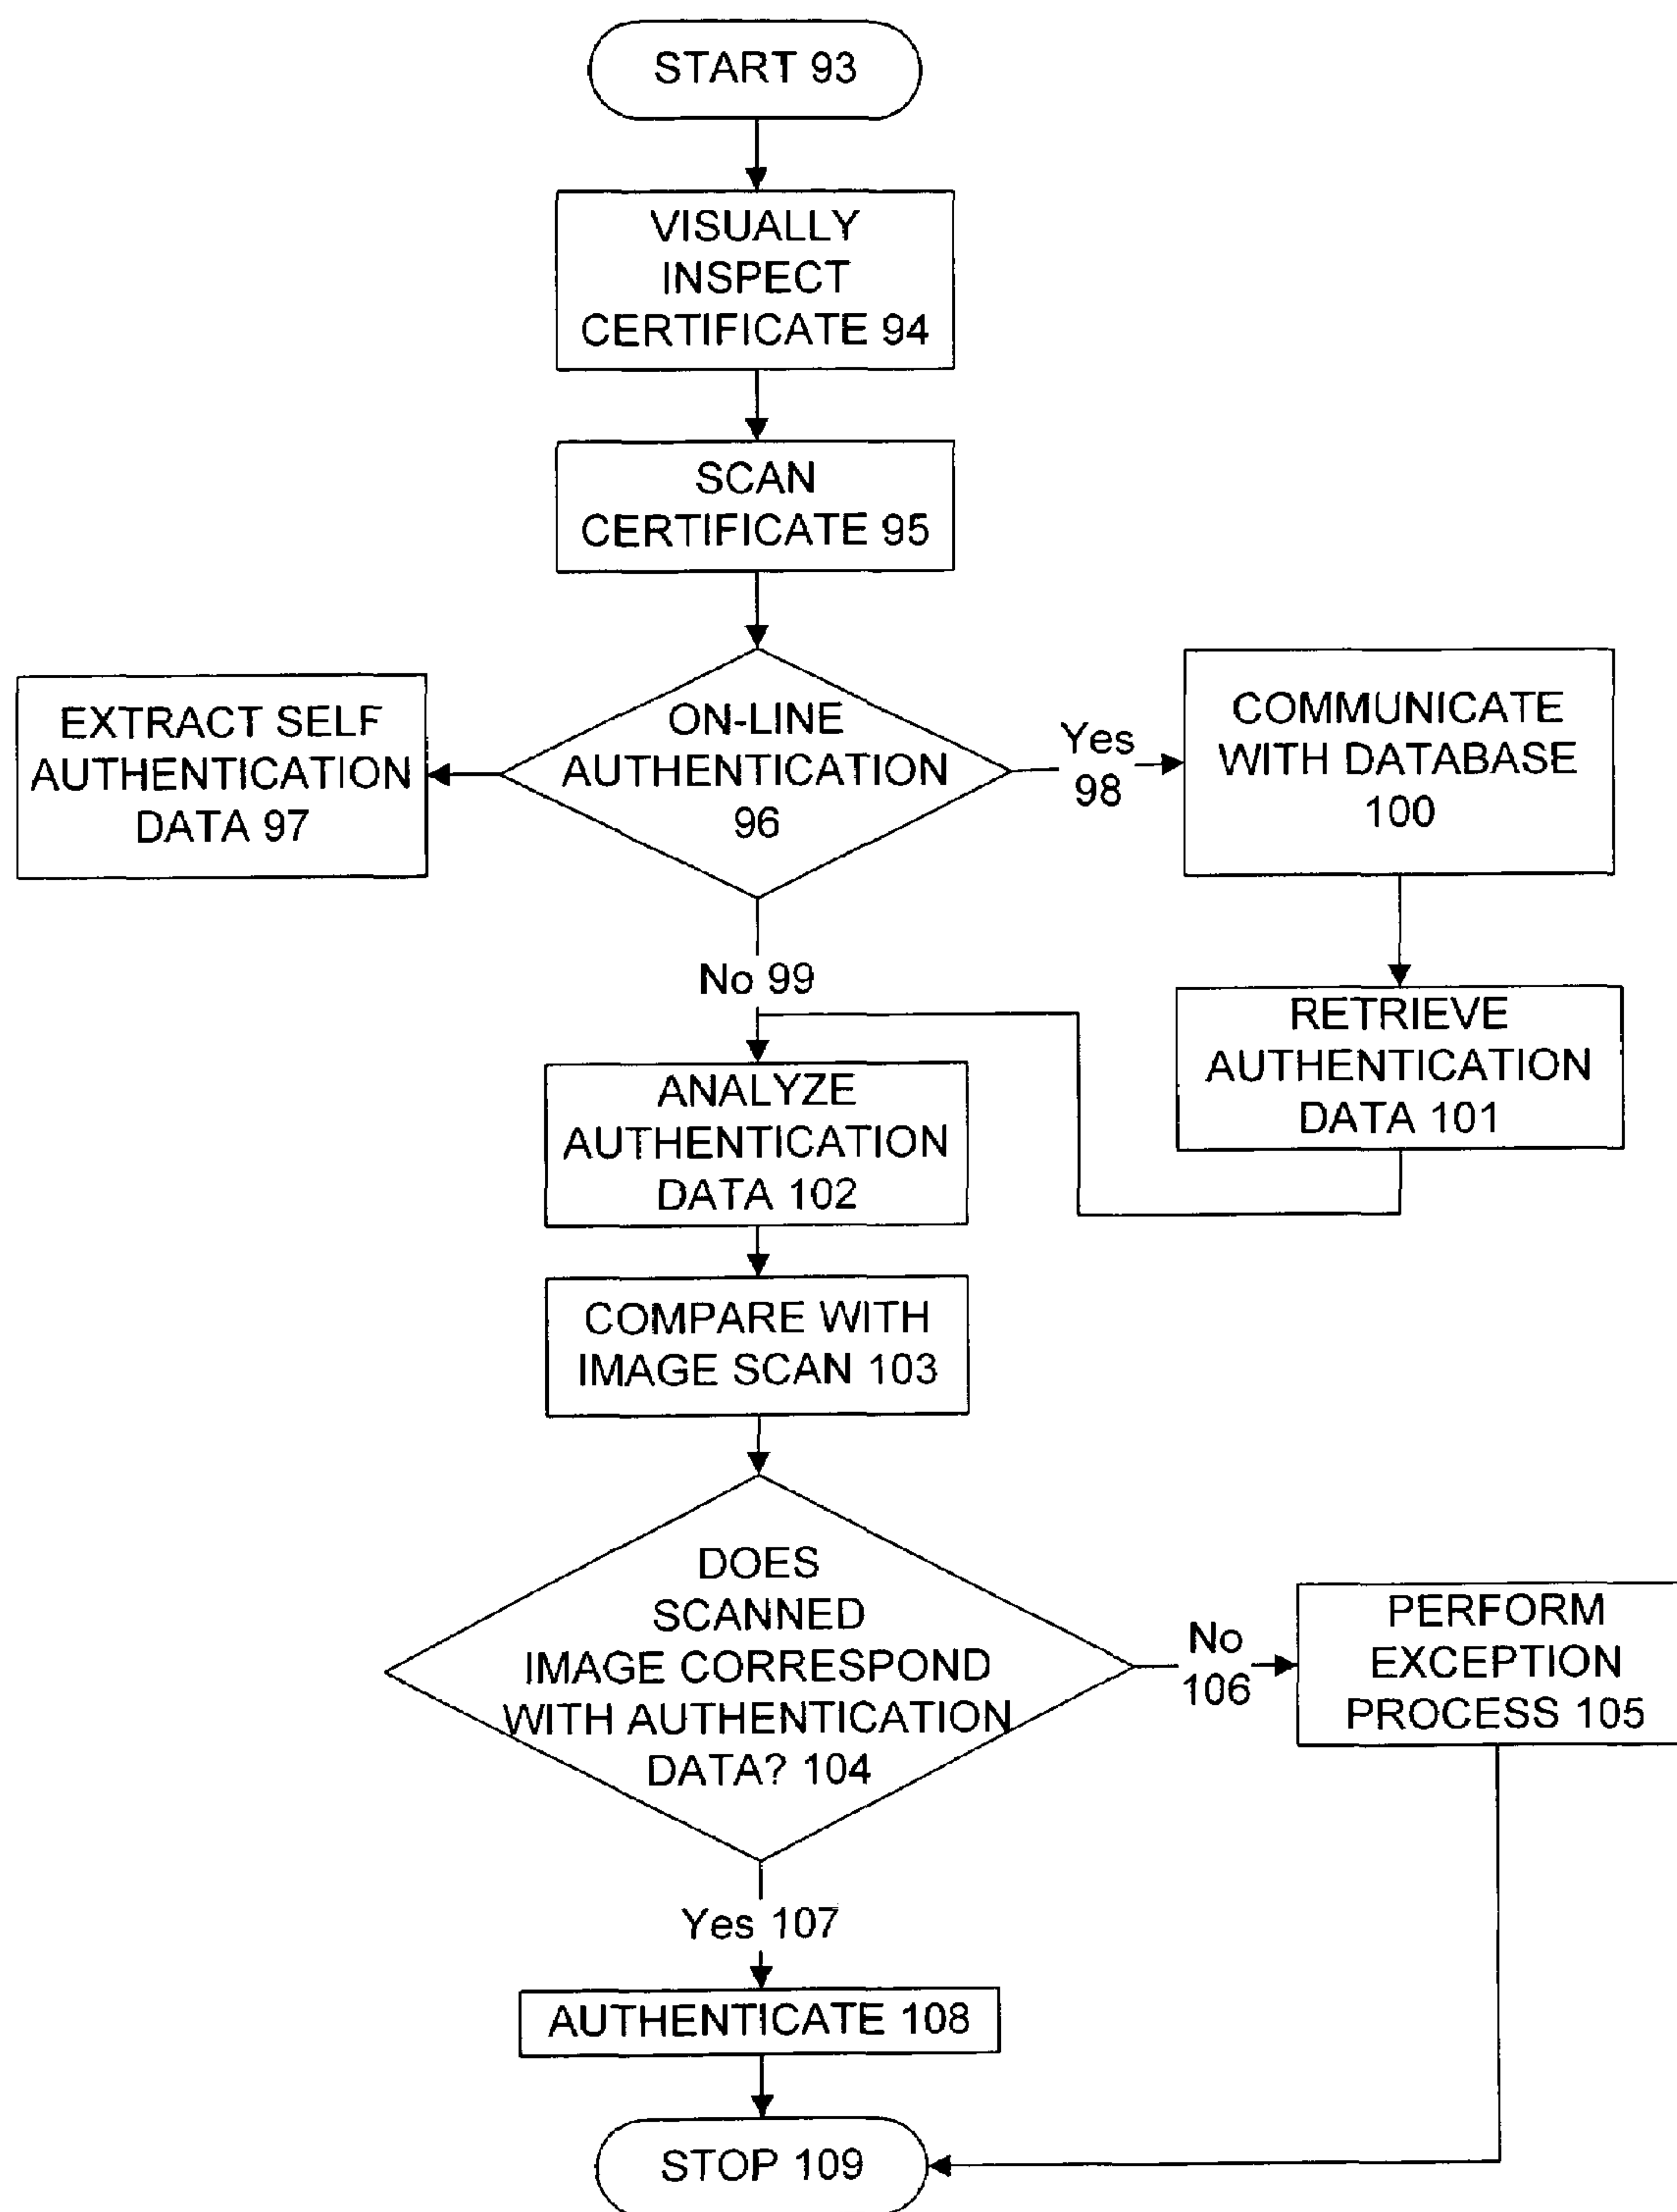 START 93
VISUALLY
INSPECT
CERTIFICATE 94
SCAN
CERTIFICATE 95
ON-LINE
AUTHENTICATION
96
EXTRACT SELF
AUTHENTICATION
DATA 97
Yes
98
COMMUNICATE
WITH DATABASE
100
No 99
RETRIEVE
AUTHENTICATION
DATA 101
ANALYZE
AUTHENTICATION
DATA 102
COMPARE WITH
IMAGE SCAN 103
DOES
SCANNED
IMAGE CORRESPOND
WITH AUTHENTICATION
DATA? 104
No
106
PERFORM
EXCEPTION
PROCESS 105
Yes 107
AUTHENTICATE 108
STOP 109